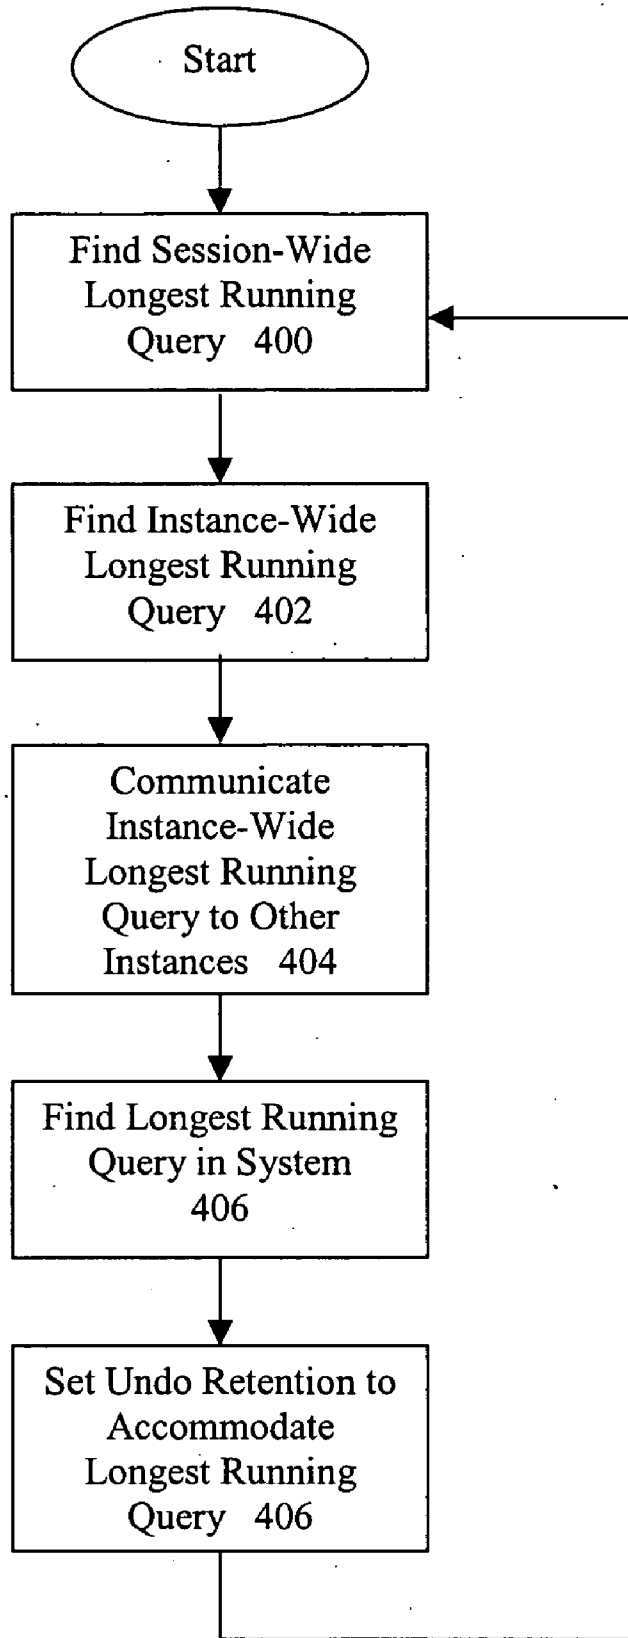 Start
Find Session-Wide
Longest Running
Query 400
Find Instance-Wide
Longest Running
Query 402
Communicate
Instance-Wide
Longest Running
Query to Other
Instances 404
Find Longest Running
Query in System
406
Set Undo Retention to
Accommodate
Longest Running
Query 406